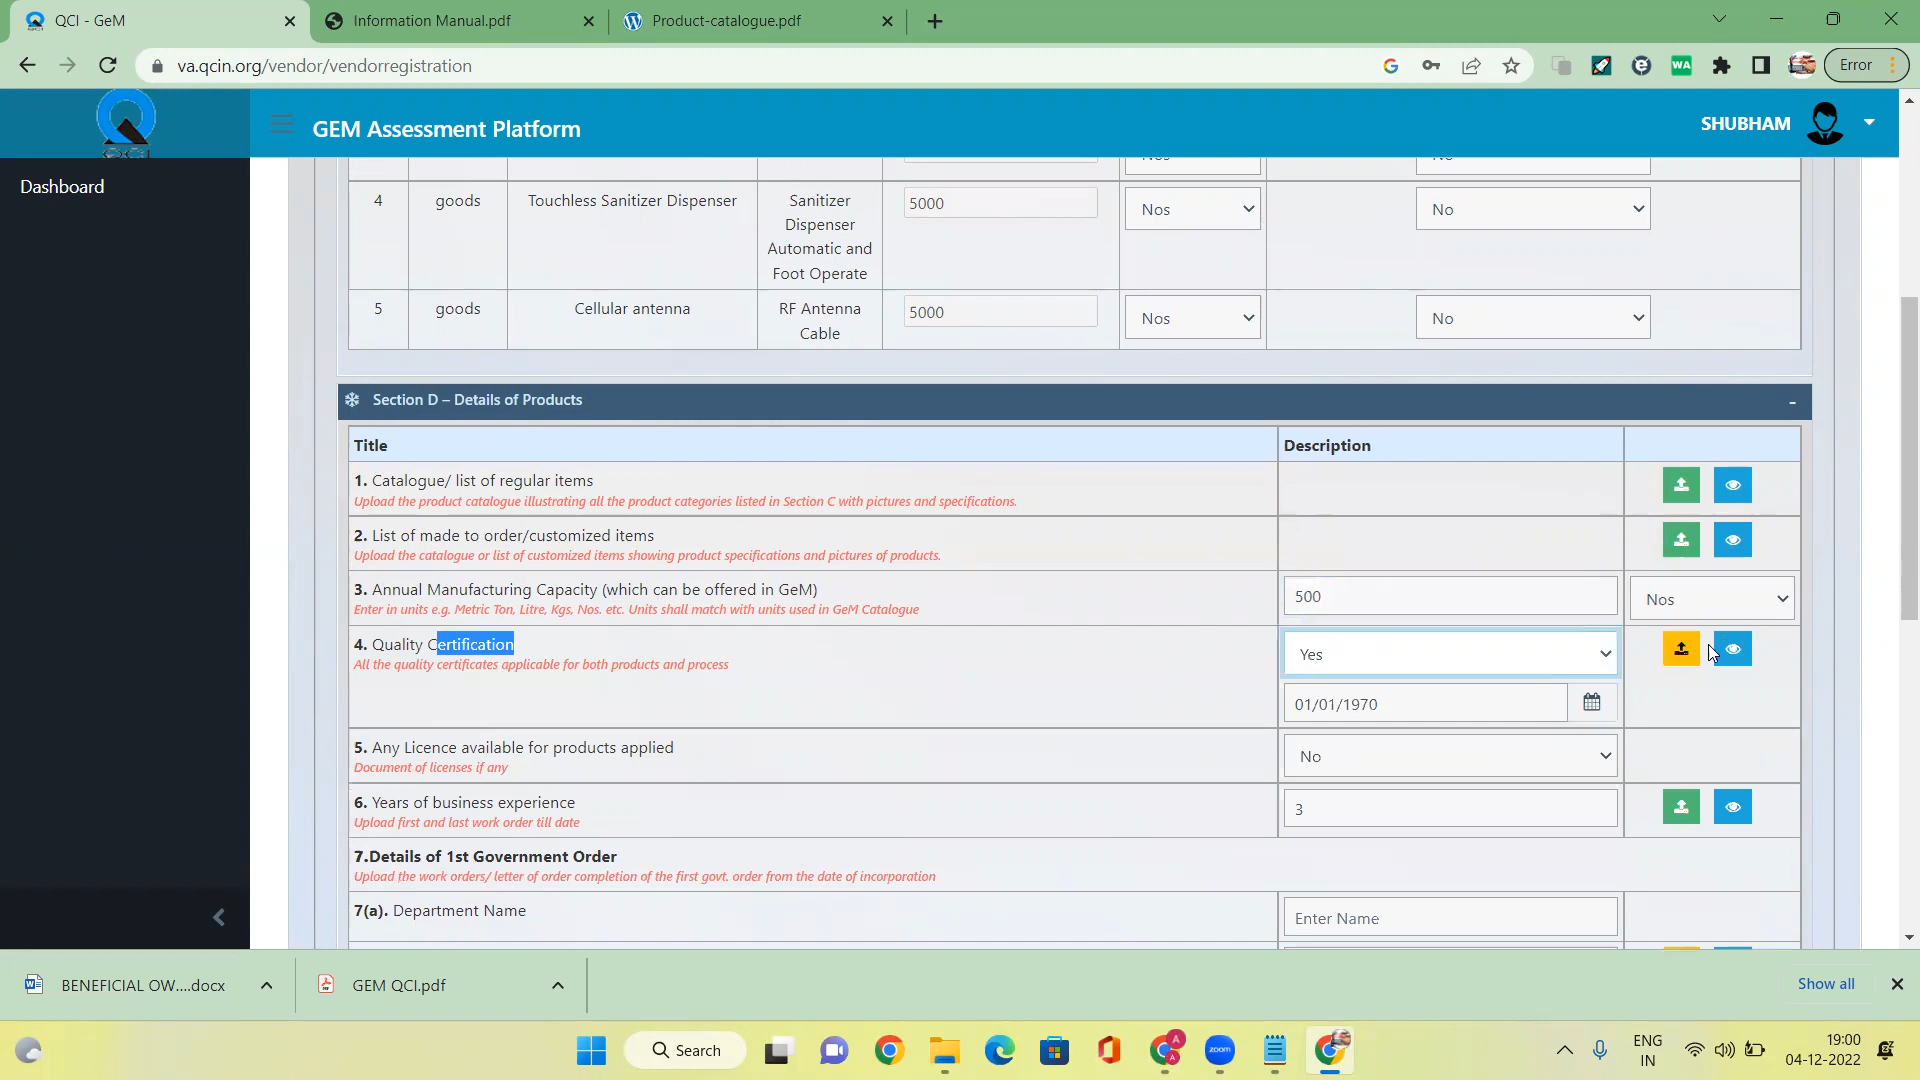 QCI - GeM
Information Manual.pdf
Product-catalogue.pdf
va.qcin.org/vendor/vendorregistration
Error
QCI
GEM Assessment Platform
SHUBHAM
Dashboard
4 goods Touchless Sanitizer Dispenser Sanitizer Dispenser Automatic and Foot Operate 5000 Nos No
5 goods Cellular antenna RF Antenna Cable 5000 Nos No
Section D – Details of Products
Title Description
1. Catalogue/ list of regular items
Upload the product catalogue illustrating all the product categories listed in Section C with pictures and specifications.
2. List of made to order/customized items
Upload the catalogue or list of customized items showing product specifications and pictures of products.
3. Annual Manufacturing Capacity (which can be offered in GeM) 500 Nos
Enter in units e.g. Metric Ton, Litre, Kgs, Nos. etc. Units shall match with units used in GeM Catalogue
4. Quality Certification Yes
All the quality certificates applicable for both products and process
01/01/1970
5. Any Licence available for products applied No
Document of licenses if any
6. Years of business experience 3
Upload first and last work order till date
7.Details of 1st Government Order
Upload the work orders/ letter of order completion of the first govt. order from the date of incorporation
7(a). Department Name Enter Name
BENEFICIAL OW....docx
GEM QCI.pdf
Show all
Search
ENG
IN
19:00
04-12-2022